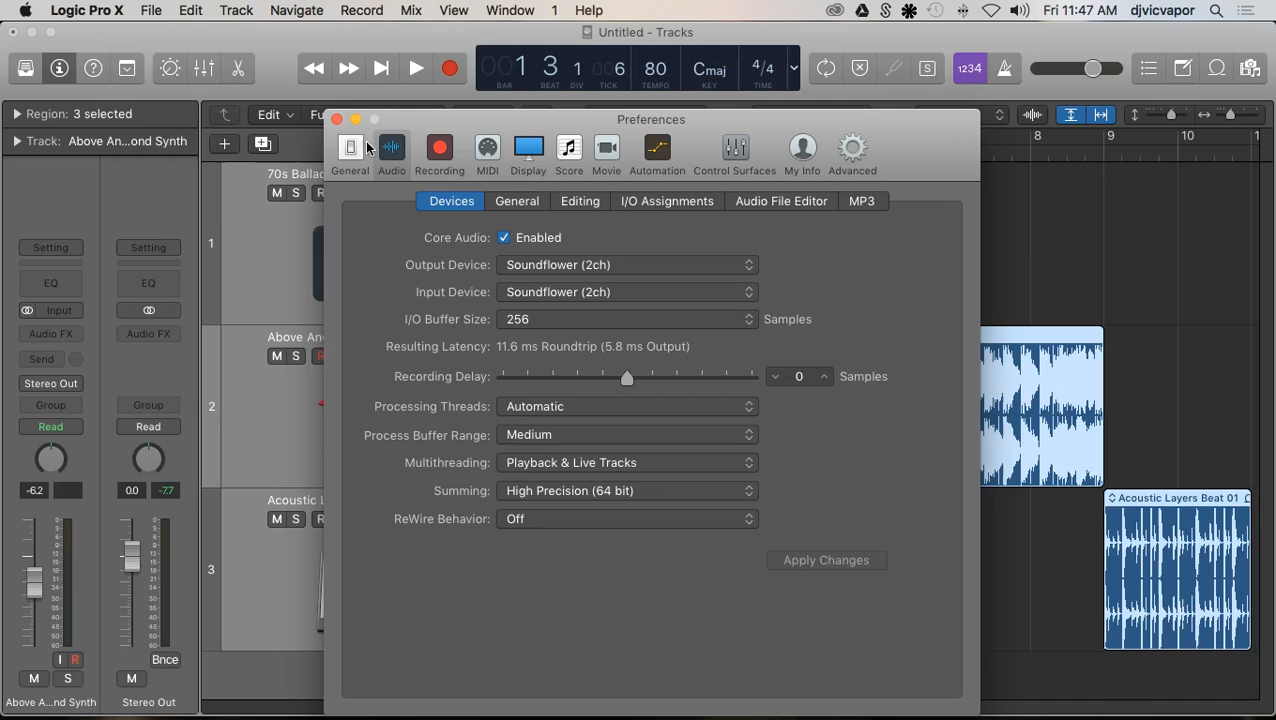 Logic Pro X File Edit Track Navigate Record Mix View Window 1 Help Fri 11:47 AM djvicvapor
Untitled - Tracks
001 3 1 006 80 Cmaj 4/4 1234
BAR BEAT DIV TICK TEMPO KEY TIME
Region: 3 selected Edit Preferences
Track: Above An...ond Synth 8 9 10
General Audio Recording MIDI Display Score Movie Automation Control Surfaces My Info Advanced
70s Balla
M S R
Devices General Editing I/O Assignments Audio File Editor MP3
Core Audio: Enabled
1
Setting Setting
Output Device: Soundflower (2ch)
EQ EQ
Input Device: Soundflower (2ch)
Input
I/O Buffer Size: 256 Samples
Audio FX Audio FX
Above An
Resulting Latency: 11.6 ms Roundtrip (5.8 ms Output)
M S R
Send
Recording Delay: 0 Samples
Stereo Out
Group Group
2
Processing Threads: Automatic
Read Read
Process Buffer Range: Medium
Multithreading: Playback & Live Tracks
-6.2 0.0 -7.7
Summing: High Precision (64 bit)
Acoustic L Acoustic Layers Beat 01
M S
ReWire Behavior: Off
Apply Changes
3
I R Bnce
M S M
Above A...nd Synth Stereo Out